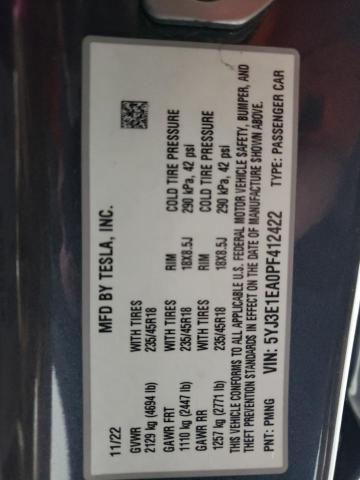 MFD BY TESLA, INC.
11/22
GVWR WITH TIRES RIM COLD TIRE PRESSURE
2129 kg (4694 lb) 235/45R18 18X8.5J 290 kPa, 42 psi
GAWR FRT WITH TIRES RIM COLD TIRE PRESSURE
1110 kg (2447 lb) 235/45R18 18X8.5J 290 kPa, 42 psi
GAWR RR
1257 kg (2771 lb)
THIS VEHICLE CONFORMS TO ALL APPLICABLE U.S. FEDERAL MOTOR VEHICLE SAFETY, BUMPER, AND
THEFT PREVENTION STANDARDS IN EFFECT ON THE DATE OF MANUFACTURE SHOWN ABOVE.
PNT: PMNG VIN: 5YJ3E1EA0PF412422 TYPE: PASSENGER CAR